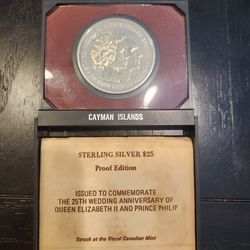 CAYMAN ISLANDS
STERLING SILVER $25
Proof Edition
ISSUED TO COMMEMORATE
THE 25TH WEDDING ANNIVERSARY OF
QUEEN ELIZABETH II AND PRINCE PHILIP
Struck at the Royal Canadian Mint